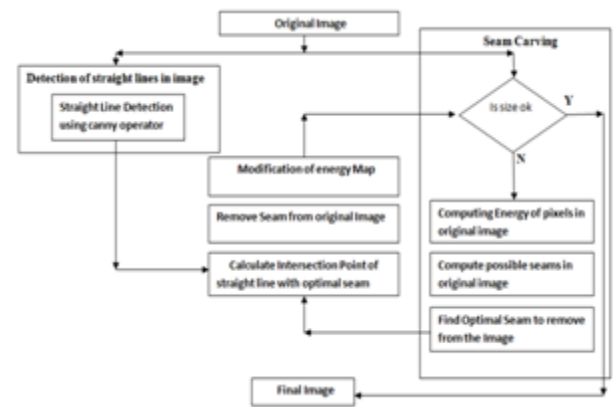 Original Image
Seam Carving
Detection of straight lines in image
Straight Line Detection
using canny operator
Is size ok
Y
N
Modification of energy Map
Remove Seam from original Image
Calculate Intersection Point of
straight line with optimal seam
Computing Energy of pixels in
original image
Compute possible seams in
original image
Find Optimal Seam to remove
from the Image
Final Image